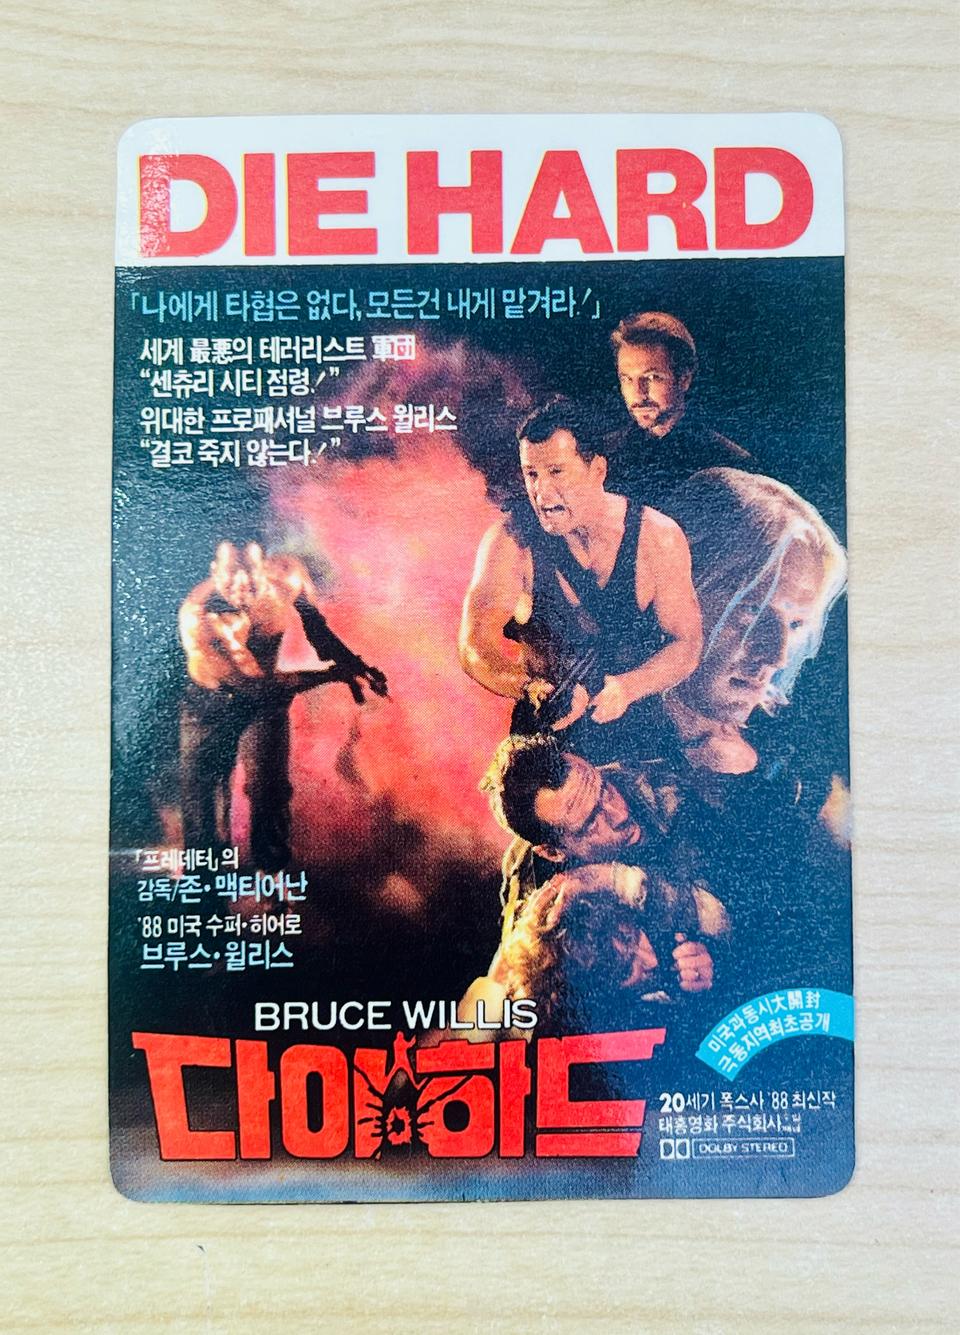 DIE HARD
「나에게 타협은 없다, 모든건 내게 맡겨라!」
세계 最悪의 테러리스트 軍団
“센츄리 시티 점령!”
위대한 프로패셔널 브루스 윌리스
“결코 죽지 않는다!”
「프레데터」의
감독/존·맥티어난
'88 미국 수퍼·히어로
브루스·윌리스
BRUCE WILLIS
다이하드
미국과 동시 大開封
극동지역최초公開
20세기 폭스사 '88 최신작
태흥영화 주식회사
DOLBY STEREO